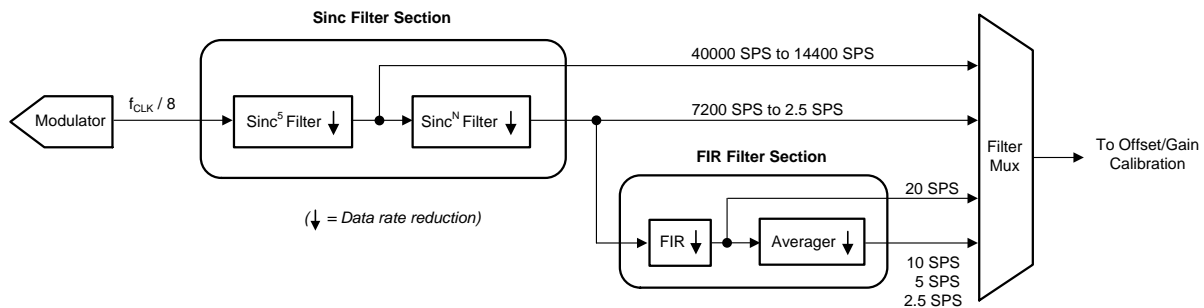 Sinc Filter Section
40000 SPS to 14400 SPS
Modulator
fCLK / 8
Sinc5 Filter
SincN Filter
7200 SPS to 2.5 SPS
FIR Filter Section
Filter
Mux
To Offset/Gain
Calibration
20 SPS
(↓ = Data rate reduction)
FIR
Averager
10 SPS
5 SPS
2.5 SPS